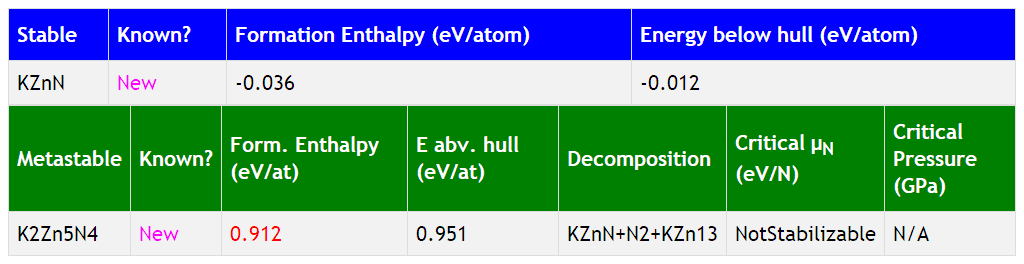 Stable Known? Formation Enthalpy (eV/atom) Energy below hull (eV/atom)
KZnN New -0.036 -0.012
Metastable Known? Form. Enthalpy (eV/at) E abv. hull (eV/at) Decomposition Critical μN (eV/N) Critical Pressure (GPa)
K2Zn5N4 New 0.912 0.951 KZnN+N2+KZn13 NotStabilizable N/A